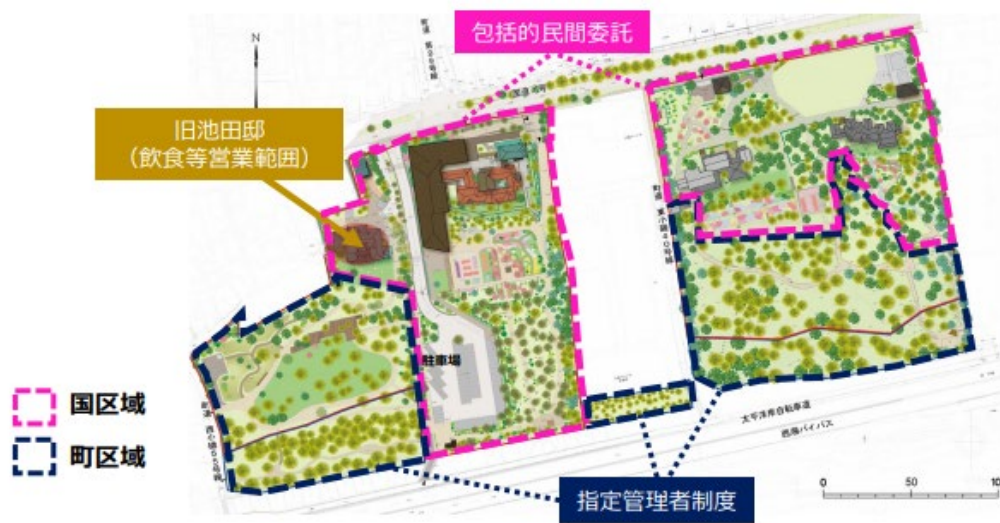 包括的民間委託
N
旧池田邸
（飲食等営業範囲）
駐車場
国区域
町区域
太平洋岸自転車道
西湘バイパス
指定管理者制度
0
50